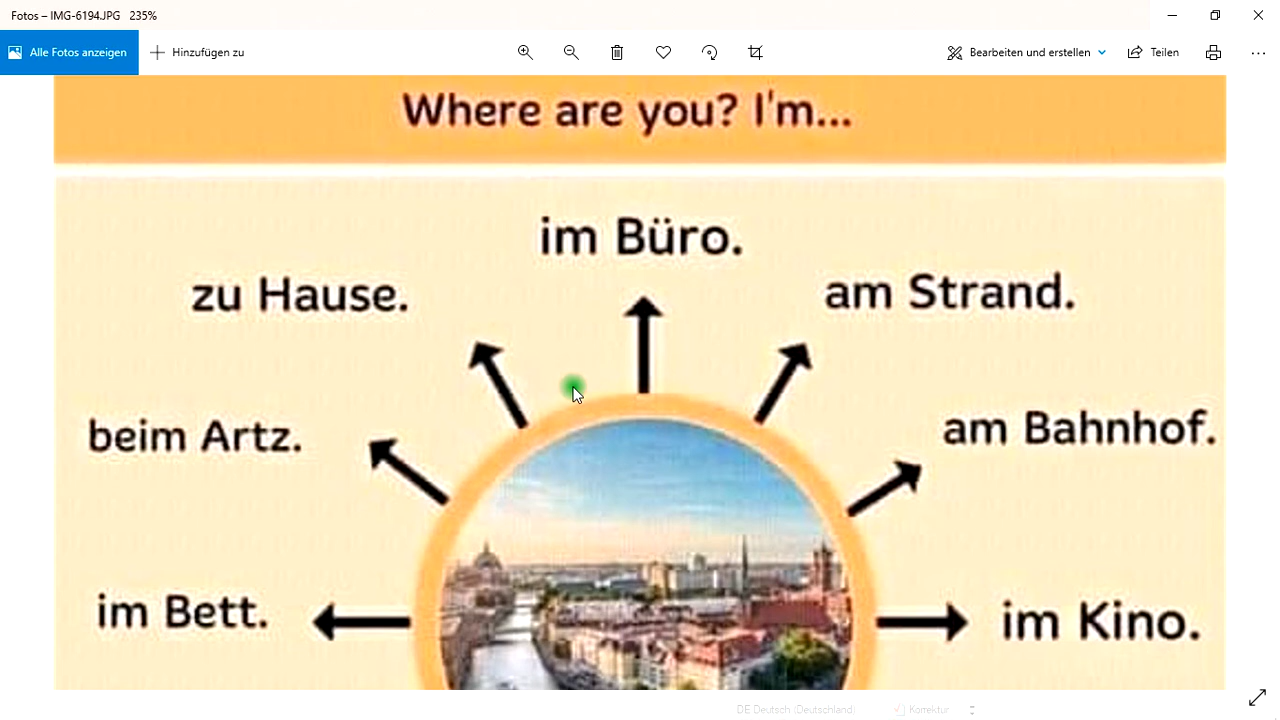 Fotos – IMG-6194.JPG 235%
Alle Fotos anzeigen
Hinzufügen zu
Bearbeiten und erstellen
Teilen
Where are you? I'm...
im Büro.
zu Hause.
am Strand.
beim Artz.
am Bahnhof.
im Bett.
im Kino.
DE Deutsch (Deutschland)
Korrektur